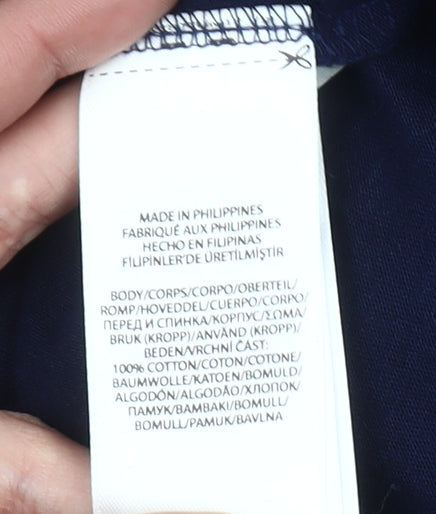 MADE IN PHILIPPINES
FABRIQUÉ AUX PHILIPPINES
HECHO EN FILIPINAS
FİLİPİNLER'DE ÜRETİLMİŞTİR
BODY/CORPS/CORPO/OBERTEIL/
ROMP/HOVEDDEL/CUERPO/CORPO/
ПЕРЕД И СПИНКА/КОРПУС/ΣΩΜΑ/
BRUK (KROPP)/ANVÄND (KROPP)/
BEDEN/VRCHNÍ ČÁST:
100% COTTON/COTON/COTONE/
BAUMWOLLE/KATOEN/BOMULD/
ALGODÓN/ALGODÃO/ХЛОПОК/
ПАМУК/ΒΑΜΒΑΚΙ/BOMULL/
BOMULL/PAMUK/BAVLNA